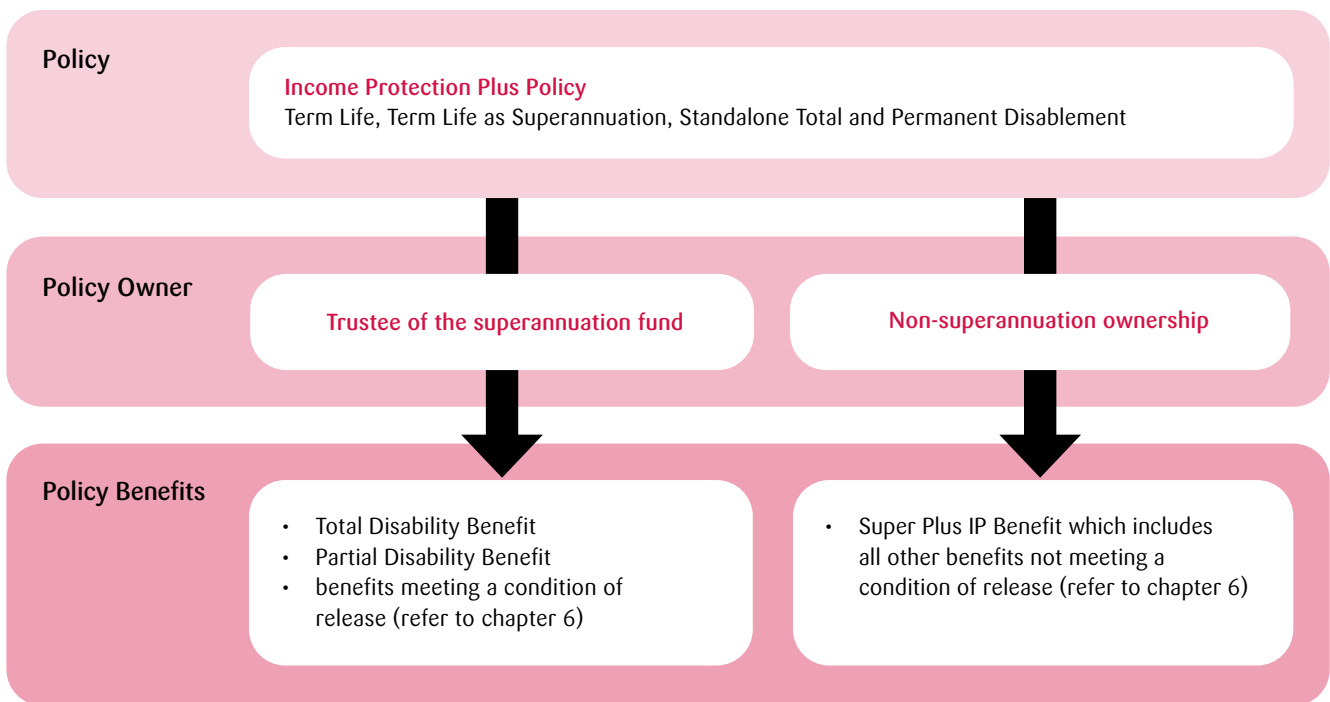 Policy
Income Protection Plus Policy
Term Life, Term Life as Superannuation, Standalone Total and Permanent Disablement
Policy Owner
Trustee of the superannuation fund
Non-superannuation ownership
Policy Benefits
• Total Disability Benefit
• Partial Disability Benefit
• benefits meeting a condition of
release (refer to chapter 6)
• Super Plus IP Benefit which includes
all other benefits not meeting a
condition of release (refer to chapter 6)